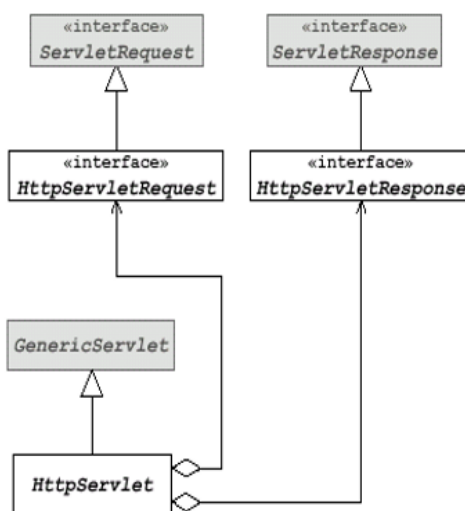 «interface»
ServletRequest
«interface»
ServletResponse
«interface»
HttpServletRequest
«interface»
HttpServletResponse
GenericServlet
HttpServlet